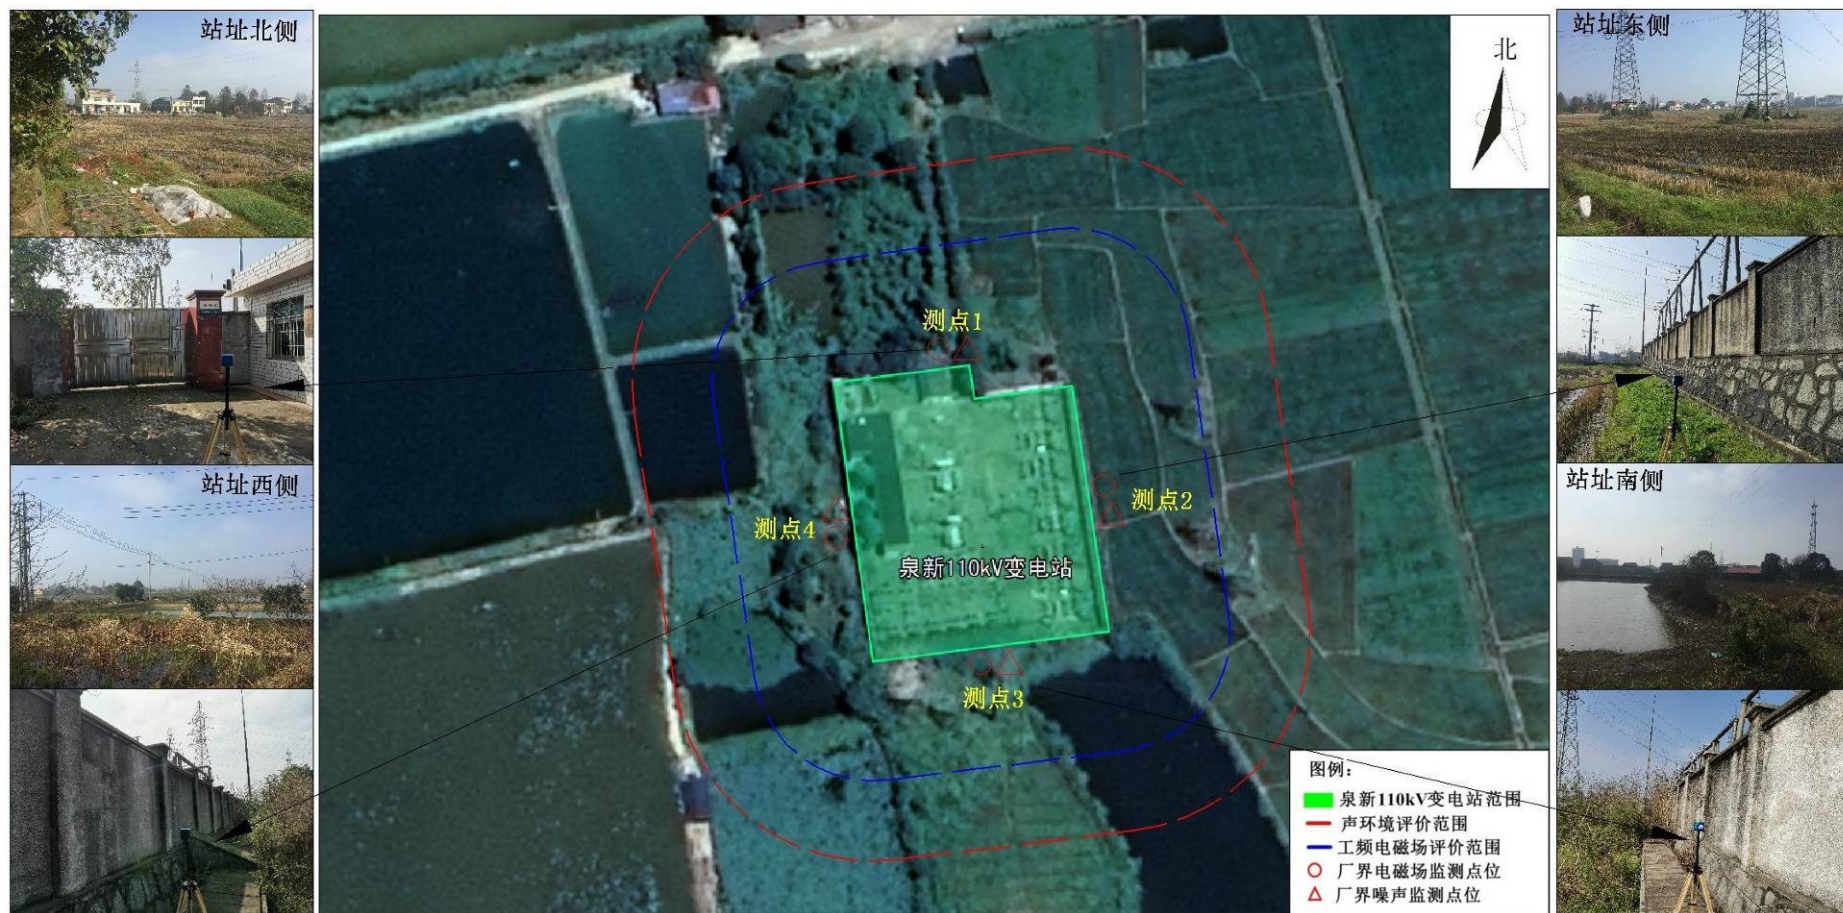 站址北侧
站址西侧
北
测点1
测点2
测点4
泉新110kV变电站
测点3
图例：
泉新110kV变电站范围
声环境评价范围
工频电磁场评价范围
厂界电磁场监测点位
厂界噪声监测点位
站址东侧
站址南侧